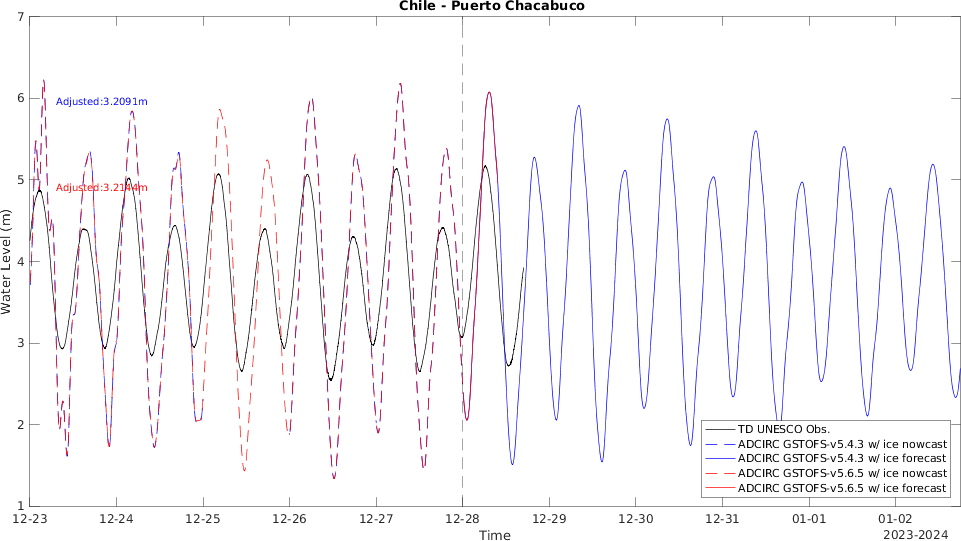 Chile - Puerto Chacabuco
7
6
5
4
3
2
1
Water Level (m)
Adjusted:3.2091m
Adjusted:3.2144m
TD UNESCO Obs.
ADCIRC GSTOFS-v5.4.3 w/ ice nowcast
ADCIRC GSTOFS-v5.4.3 w/ ice forecast
ADCIRC GSTOFS-v5.6.5 w/ ice nowcast
ADCIRC GSTOFS-v5.6.5 w/ ice forecast
12-23 12-24 12-25 12-26 12-27 12-28 12-29 12-30 12-31 01-01 01-02
Time
2023-2024